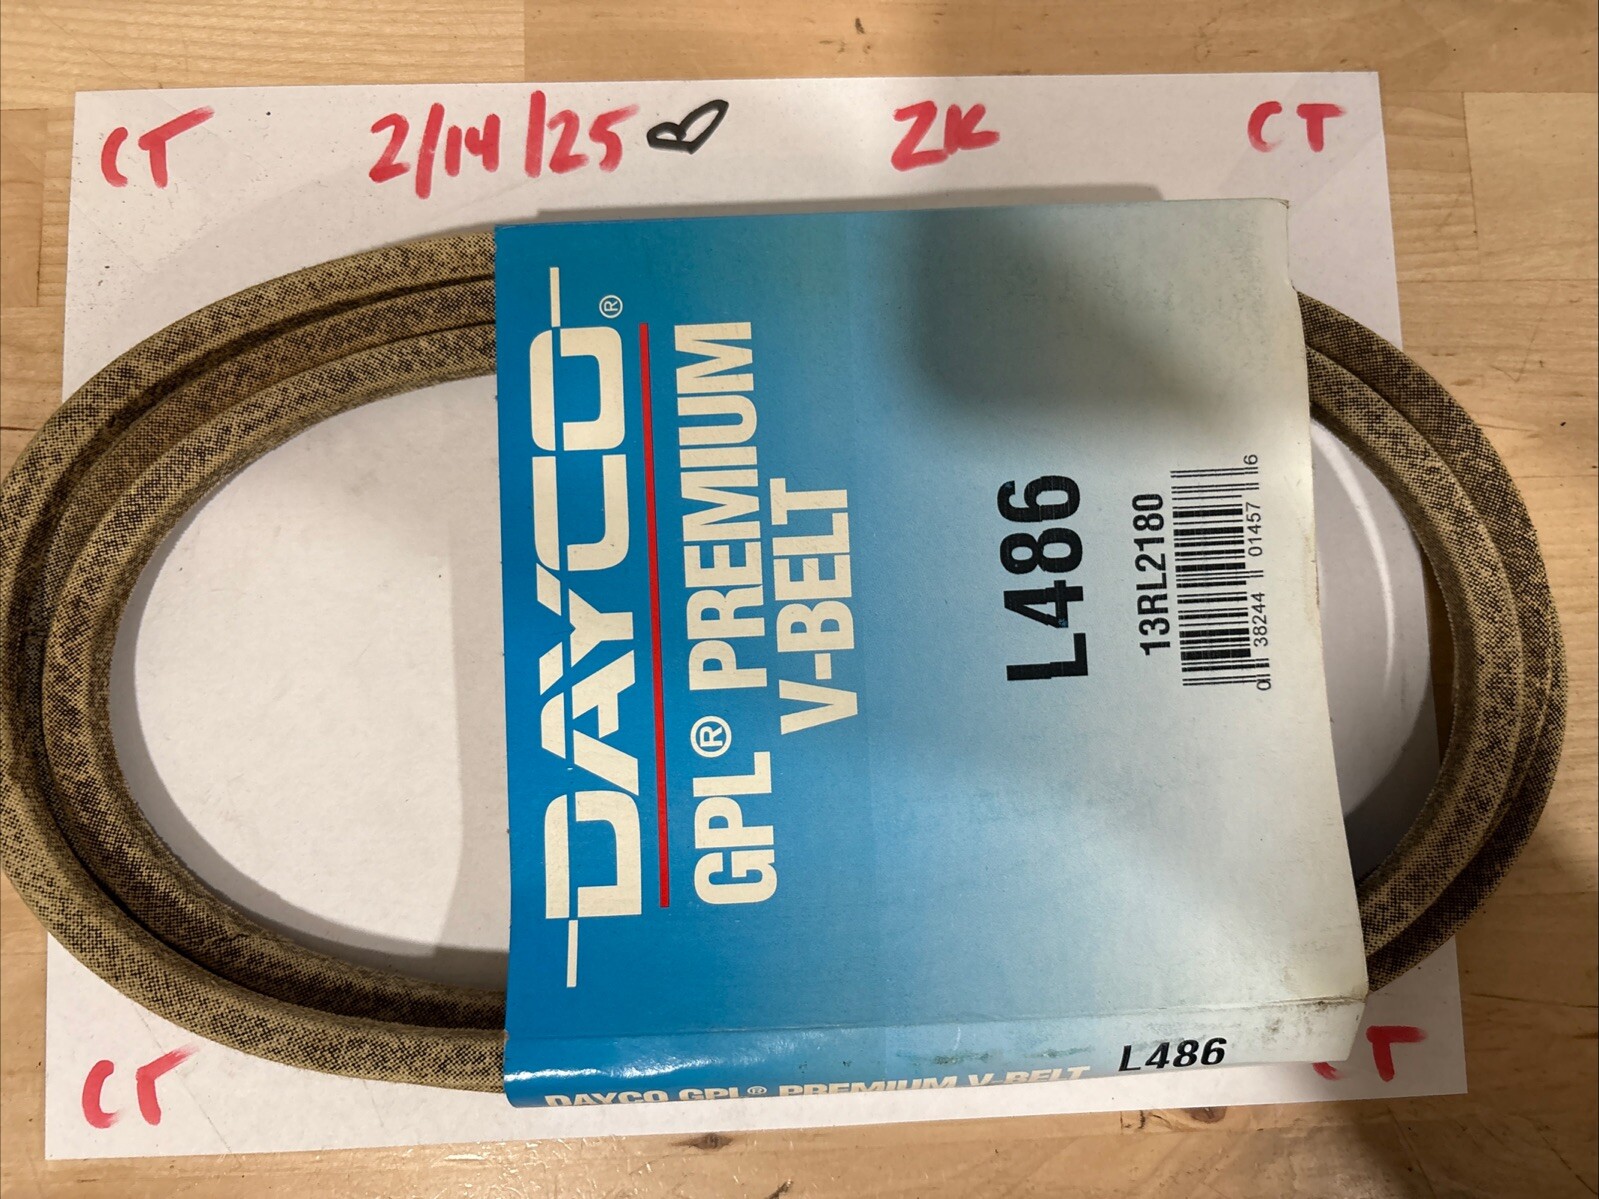 CT 2/14/25 ZK CT
DAYCO®
GPL® PREMIUM
V-BELT
L486
13RL2180
0 38244 01457 6
DAYCO GPL® PREMIUM V-BELT L486
CT
CT